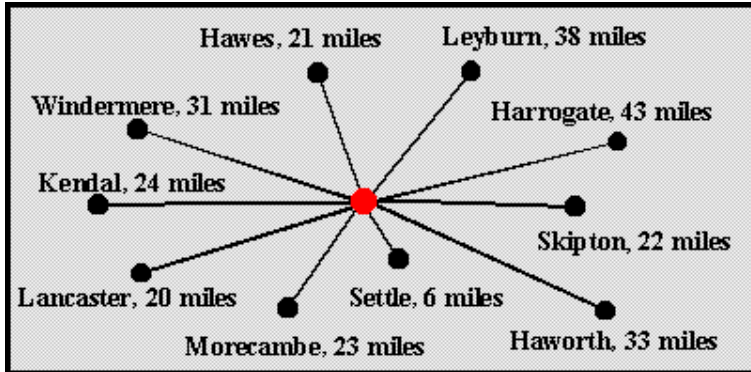 Hawes, 21 miles
Leyburn, 38 miles
Windermere, 31 miles
Harrogate, 43 miles
Kendal, 24 miles
Skipton, 22 miles
Lancaster, 20 miles
Settle, 6 miles
Morecambe, 23 miles
Haworth, 33 miles